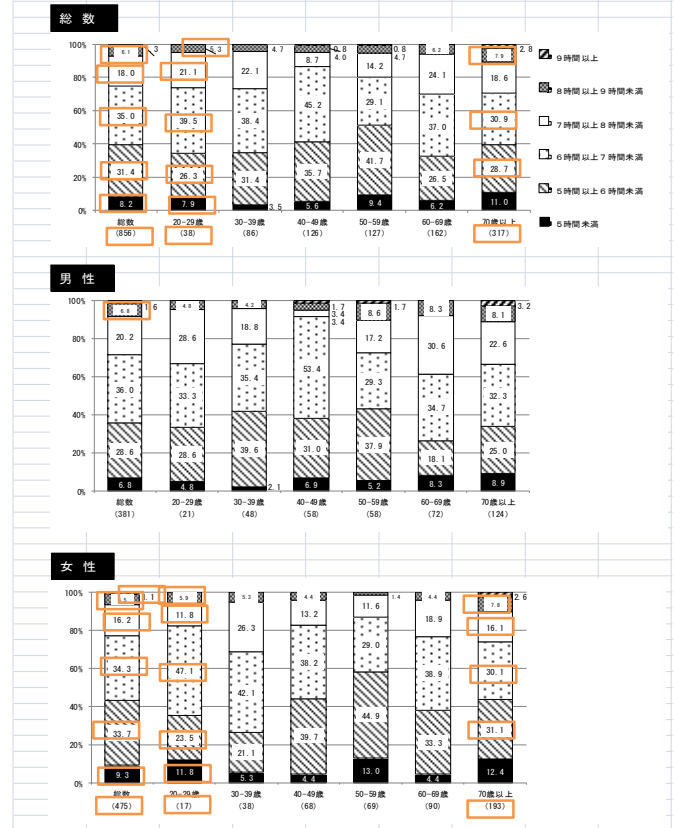 総 数
100%
80%
60%
40%
20%
0%
6.1 3 5.3 4.7 0.8 0.8 6.2 7.9 2.8
18.0 21.1 22.1 8.7 4.0 14.2 4.7 24.1 18.6
35.0 39.5 38.4 45.2 29.1 37.0 30.9
31.4 26.3 31.4 35.7 41.7 26.5 28.7
8.2 7.9 3.5 5.6 9.4 6.2 11.0
総数 20-29歳 30-39歳 40-49歳 50-59歳 60-69歳 70歳以上
(856) (38) (86) (126) (127) (162) (317)
9時間以上
8時間以上9時間未満
7時間以上8時間未満
6時間以上7時間未満
5時間以上6時間未満
5時間未満
男 性
100%
80%
60%
40%
20%
0%
6.8 .6 4.8 4.2 1.7 3.4 3.4 8.6 1.7 8.3 8.1 3.2
20.2 28.6 18.8 17.2 30.6 22.6
36.0 33.3 35.4 53.4 29.3 34.7 32.3
28.6 28.6 39.6 31.0 37.9 18.1 25.0
6.8 4.8 2.1 6.9 5.2 8.3 8.9
総数 20-29歳 30-39歳 40-49歳 50-59歳 60-69歳 70歳以上
(381) (21) (48) (58) (58) (72) (124)
女 性
100%
80%
60%
40%
20%
0%
5. .1 5.9 5.3 4.4 1.4 4.4 7.8 2.6
16.2 11.8 26.3 13.2 11.6 18.9 16.1
34.3 47.1 42.1 38.2 29.0 38.9 30.1
33.7 23.5 21.1 39.7 44.9 33.3 31.1
9.3 11.8 5.3 4.4 13.0 4.4 12.4
総数 20-29歳 30-39歳 40-49歳 50-59歳 60-69歳 70歳以上
(475) (17) (38) (68) (69) (90) (193)